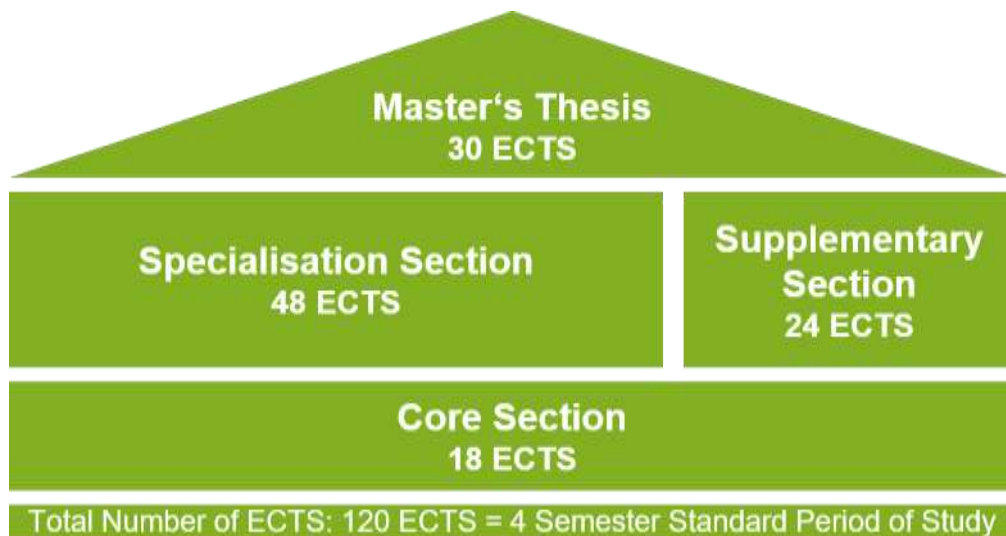 Master‘s Thesis
30 ECTS
Specialisation Section
48 ECTS
Supplementary
Section
24 ECTS
Core Section
18 ECTS
Total Number of ECTS: 120 ECTS = 4 Semester Standard Period of Study